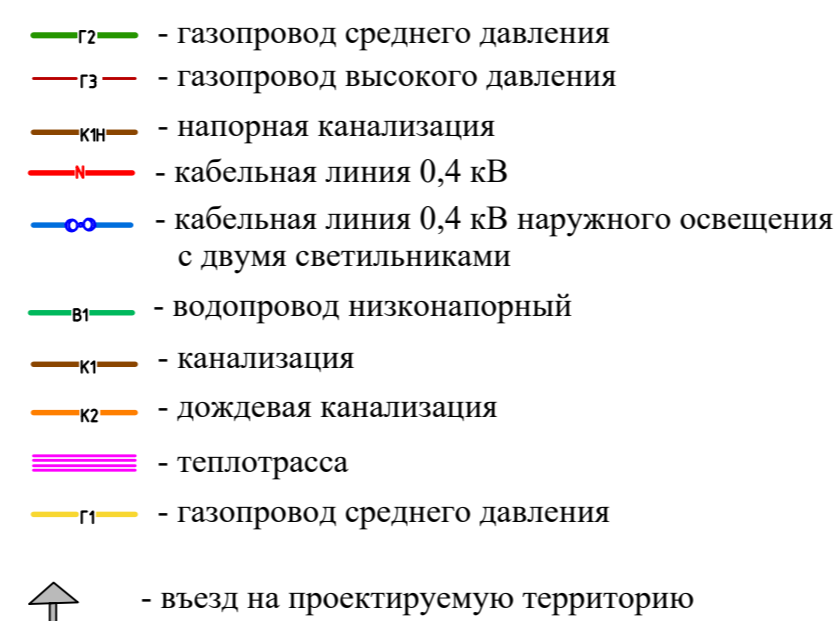 Г2 - газопровод среднего давления
Г3 - газопровод высокого давления
К1Н - напорная канализация
N - кабельная линия 0,4 кВ
- кабельная линия 0,4 кВ наружного освещения
с двумя светильниками
В1 - водопровод низконапорный
К1 - канализация
К2 - дождевая канализация
- теплотрасса
Г1 - газопровод среднего давления
- въезд на проектируемую территорию